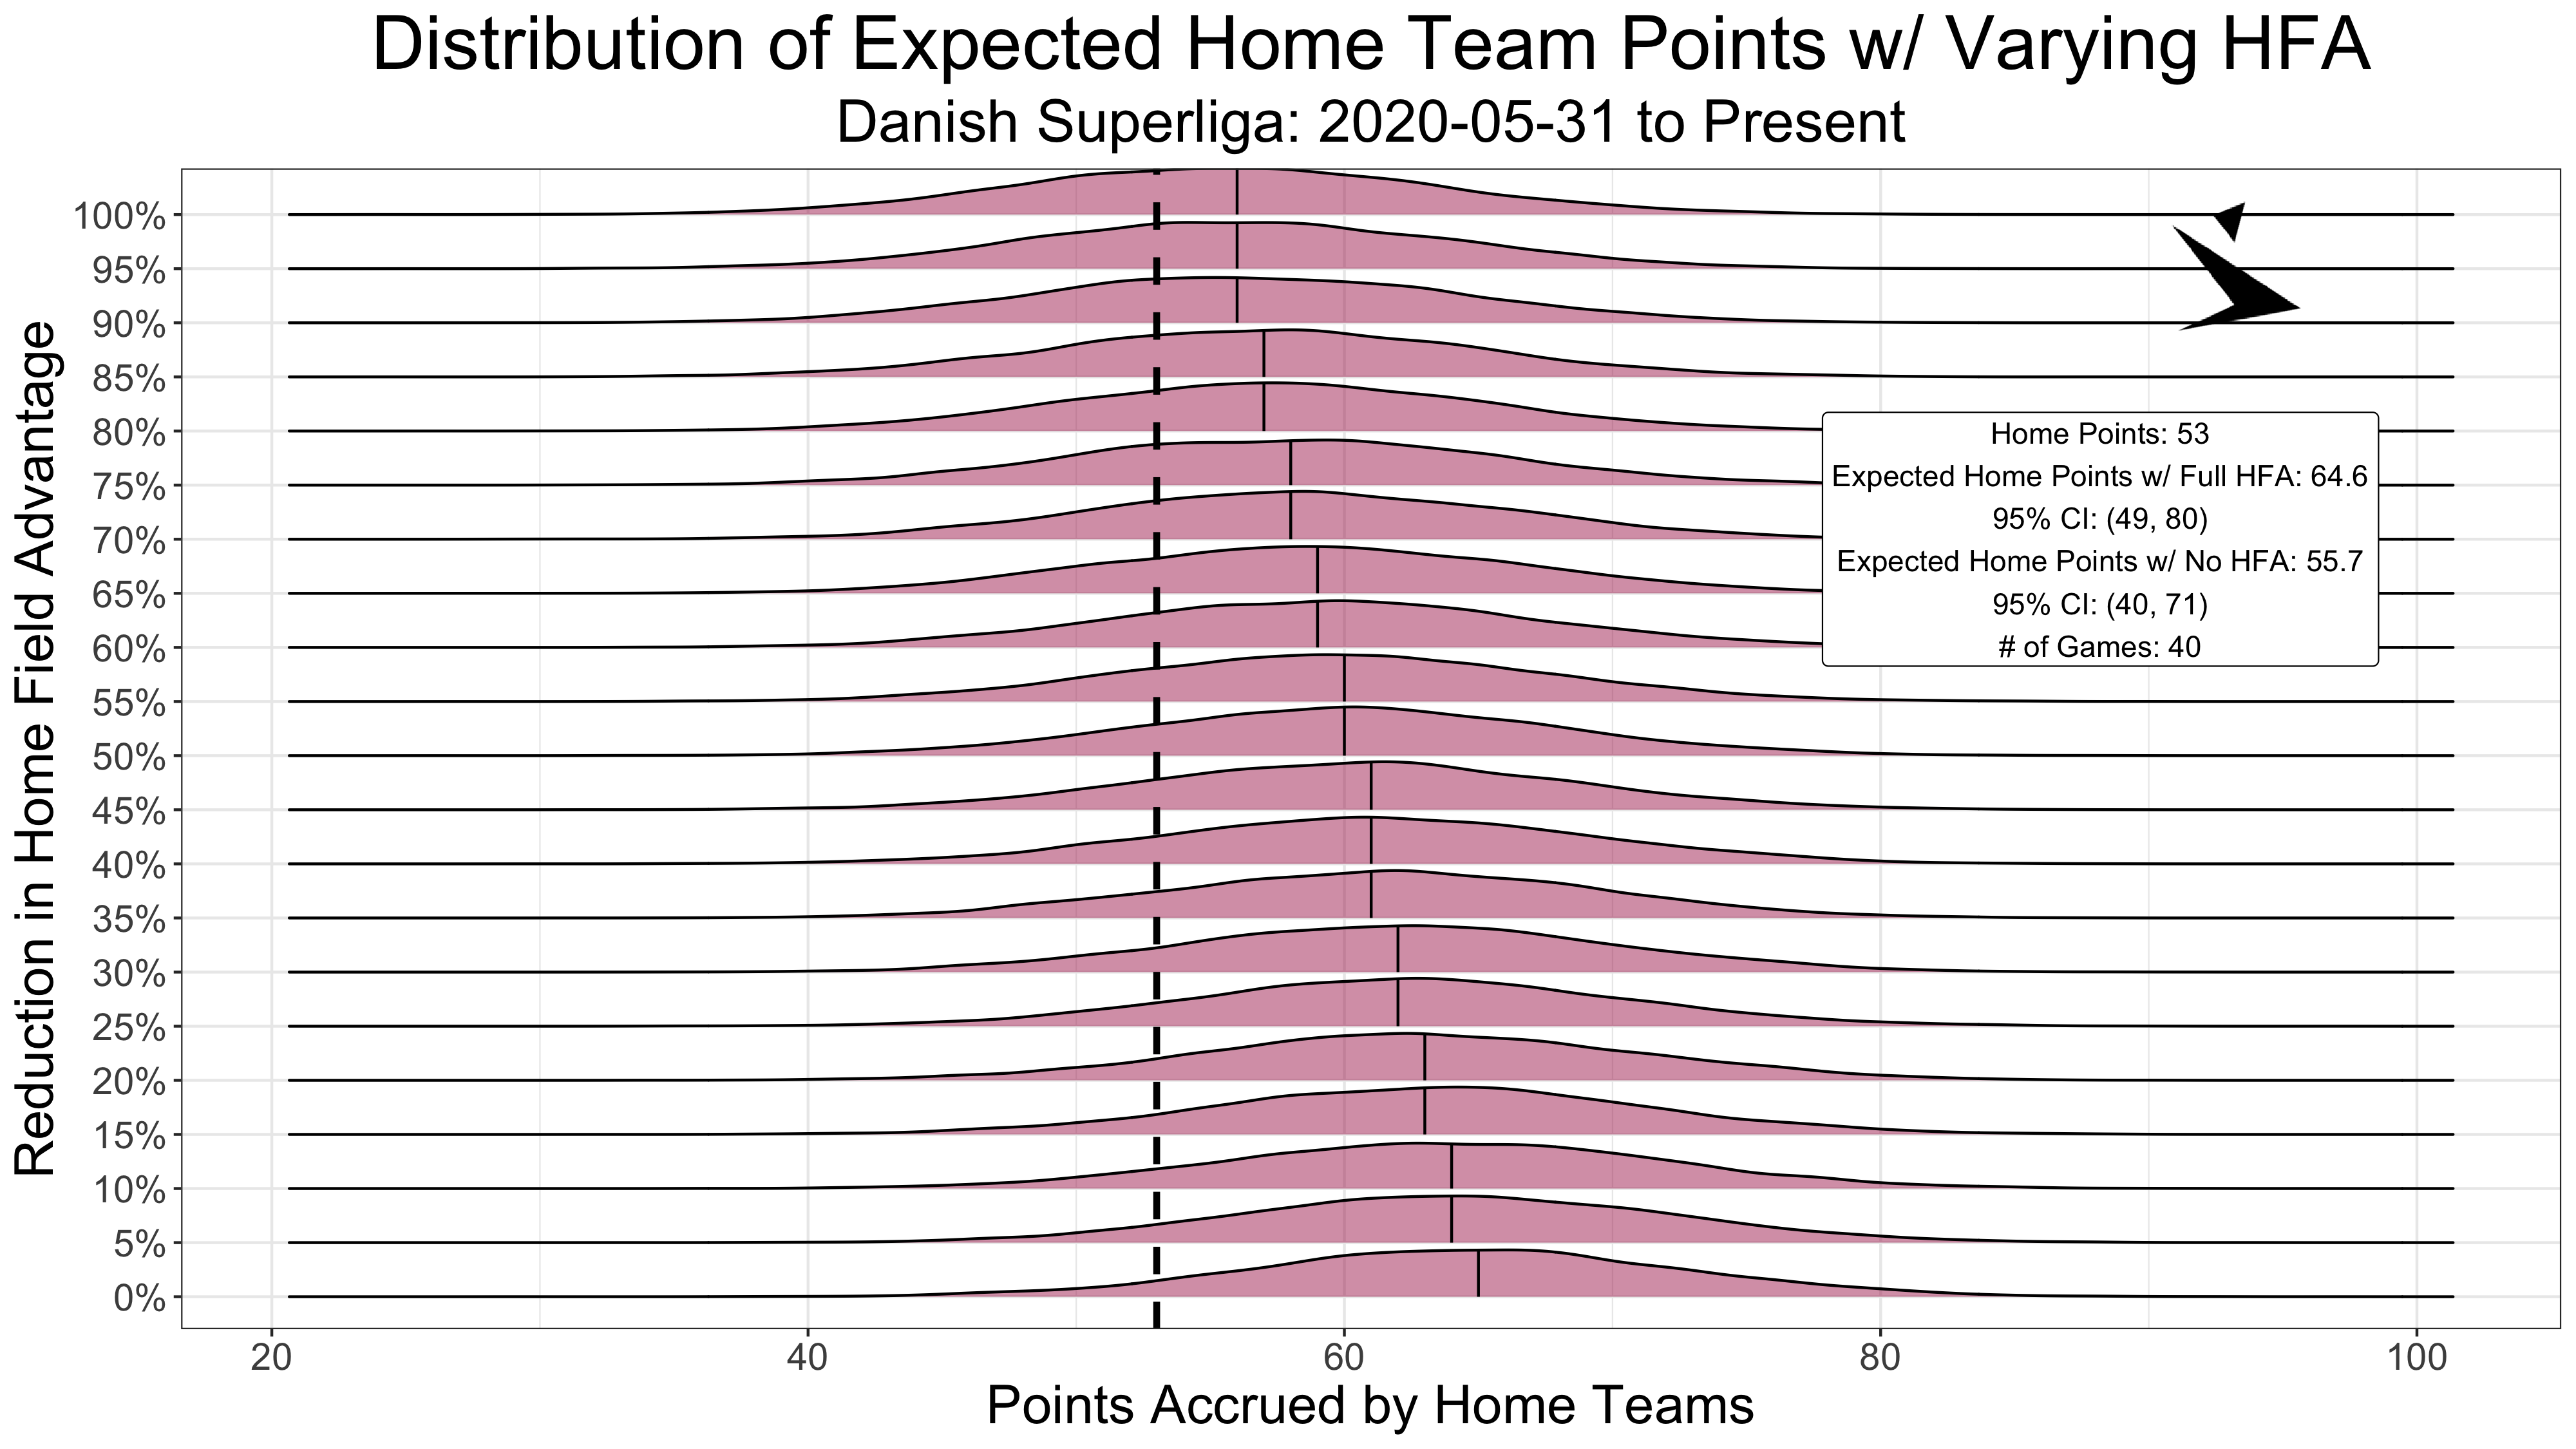 Distribution of Expected Home Team Points w/ Varying HFA
Danish Superliga: 2020-05-31 to Present
Reduction in Home Field Advantage
100%
95%
90%
85%
80%
75%
70%
65%
60%
55%
50%
45%
40%
35%
30%
25%
20%
15%
10%
5%
0%
Home Points: 53
Expected Home Points w/ Full HFA: 64.6
95% CI: (49, 80)
Expected Home Points w/ No HFA: 55.7
95% CI: (40, 71)
# of Games: 40
20 40 60 80 100
Points Accrued by Home Teams